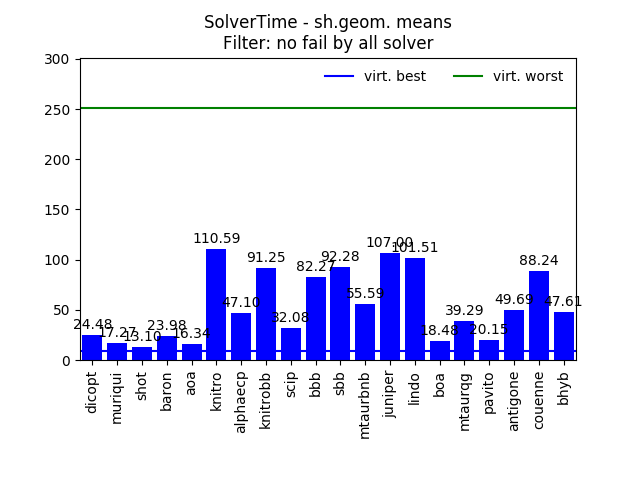 SolverTime - sh.geom. means
Filter: no fail by all solver
virt. best
virt. worst
300
250
200
150
100
50
0
24.48
17.27
13.10
23.98
16.34
110.59
47.10
91.25
32.08
82.27
92.28
55.59
107.00
101.51
18.48
39.29
20.15
49.69
88.24
47.61
dicopt
muriqui
shot
baron
aoa
knitro
alphaecp
knitrobb
scip
bbb
sbb
mtaurbnb
juniper
lindo
boa
mtaurqg
pavito
antigone
couenne
bhyb